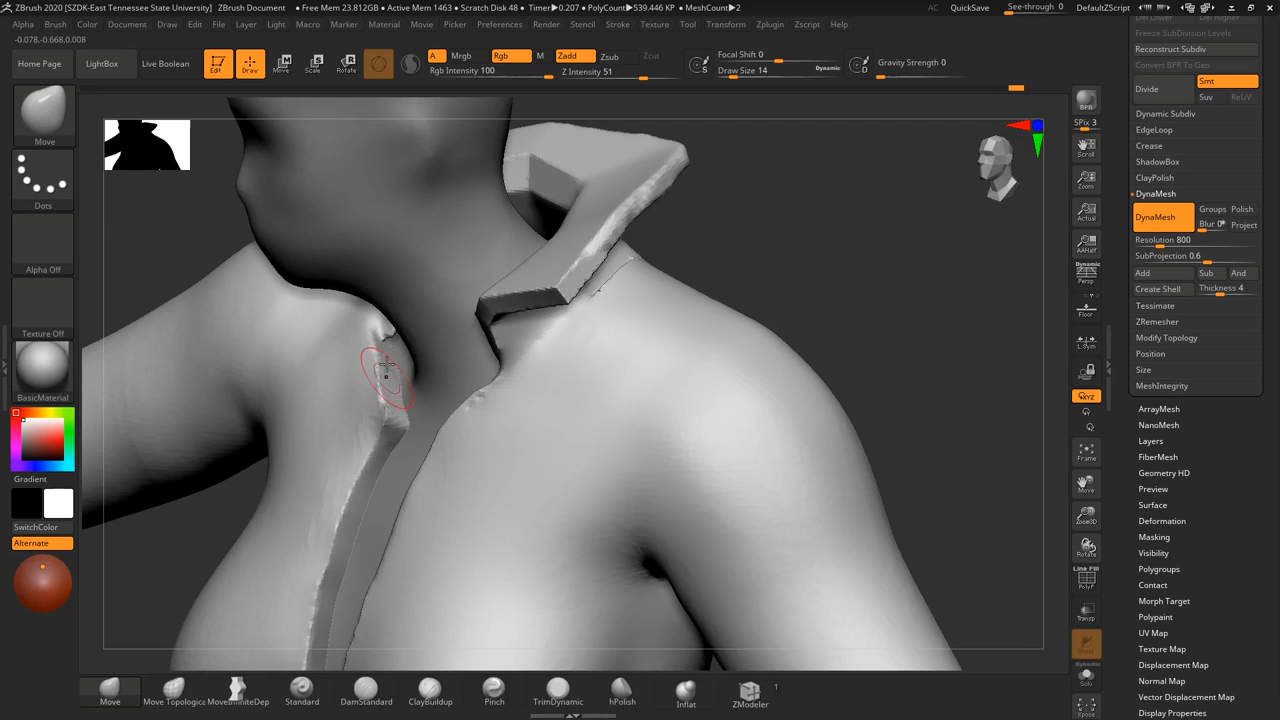 ZBrush 2020 [SZDK-East Tennessee State University] ZBrush Document • Free Mem 23.812GB • Active Mem 1463 • Scratch Disk 48 • Timer▶0.207 • PolyCount▶539.446 KP • MeshCount▶2 AC QuickSave See-through 0 Menus DefaultZScript
Alpha Brush Color Document Draw Edit File Layer Light Macro Marker Material Movie Picker Preferences Render Stencil Stroke Texture Tool Transform Zplugin Zscript Help
-0.078,-0.668,0.008
Home Page LightBox Live Boolean Edit Draw Move Scale Rotate A Mrgb Rgb M Zadd Zsub Zcut
Rgb Intensity 100 Z Intensity 51
S Focal Shift 0
Draw Size 14 Dynamic
D Gravity Strength 0
Move
Dots
Alpha Off
Texture Off
BasicMaterial
Gradient
SwitchColor
Alternate
BPR
SPix 3
Scroll
Zoom
Actual
AAHalf
Dynamic
Persp
Floor
L.Sym
XYZ
Frame
Move
Zoom3D
Rotate
Line Fill
PolyF
Transp
Dynamic
Solo
Xpose
Del Lower Del Higher
Freeze SubDivision Levels
Reconstruct Subdiv
Convert BPR To Geo
Divide Smt
Suv ReUV
Dynamic Subdiv
EdgeLoop
Crease
ShadowBox
ClayPolish
DynaMesh
DynaMesh Groups Polish
Blur 0 Project
Resolution 800
SubProjection 0.6
Add Sub And
Create Shell Thickness 4
Tessimate
ZRemesher
Modify Topology
Position
Size
MeshIntegrity
ArrayMesh
NanoMesh
Layers
FiberMesh
Geometry HD
Preview
Surface
Deformation
Masking
Visibility
Polygroups
Contact
Morph Target
Polypaint
UV Map
Texture Map
Displacement Map
Normal Map
Vector Displacement Map
Display Properties
Move Move Topologica MoveInfiniteDep Standard DamStandard ClayBuildup Pinch TrimDynamic hPolish Inflat ZModeler 1